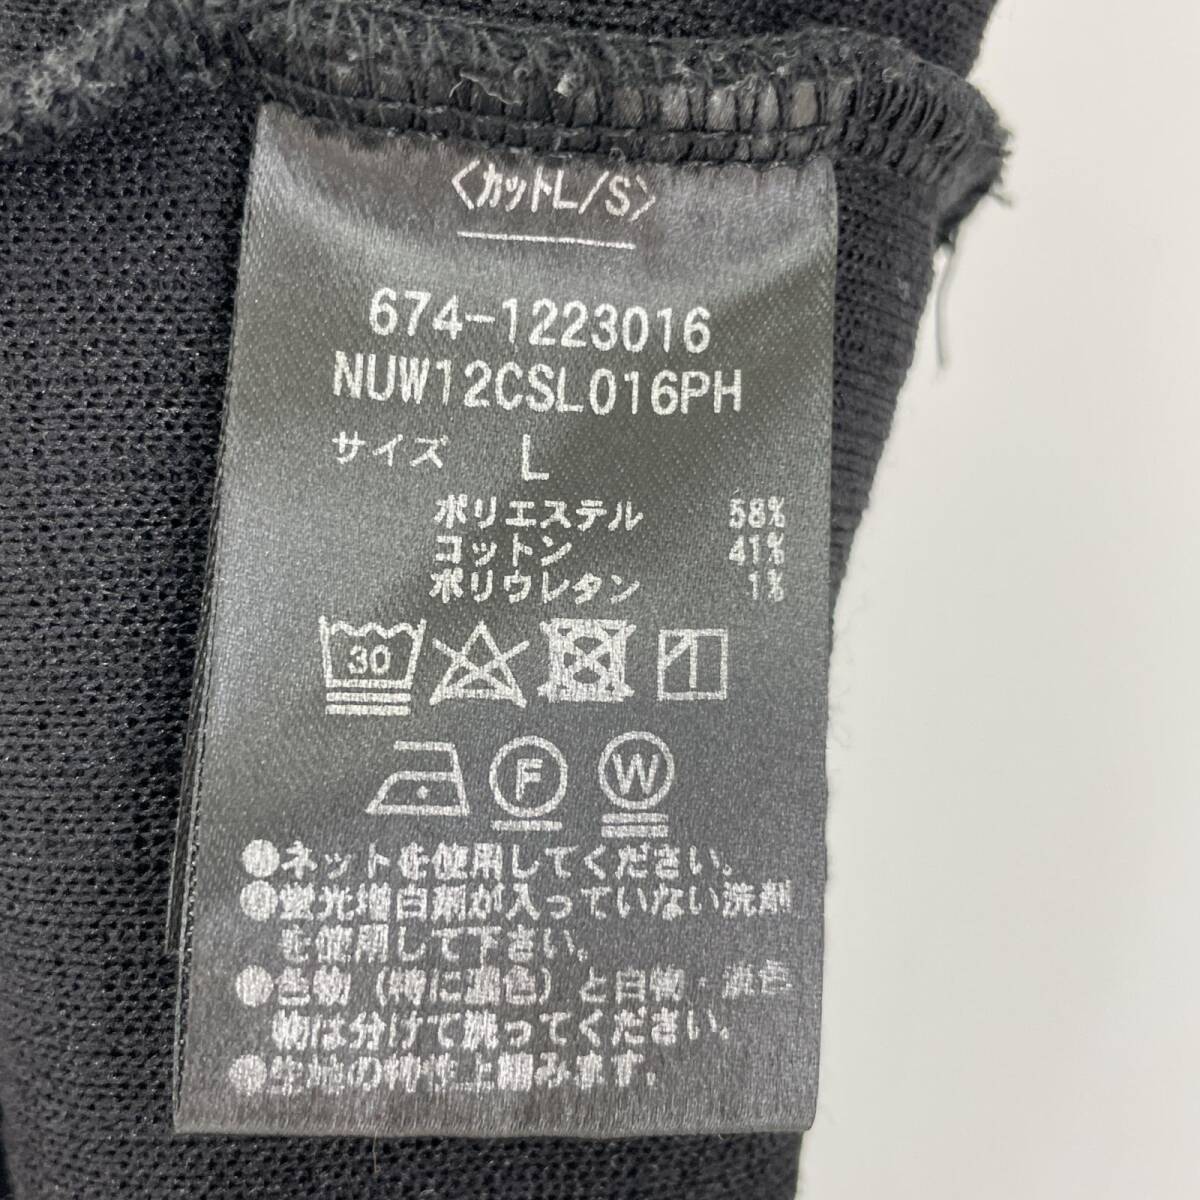 〈カットL/S〉
674-1223016
NUW12CSL016PH
サイズ L
ポリエステル 58%
コットン 41%
ポリウレタン 1%
30
F W
●ネットを使用してください。
●蛍光増白剤が入っていない洗剤
を使用して下さい。
●色物(特に濃色)と白物・淡色
物は分けて洗ってください。
●生地の特性上縮みます。